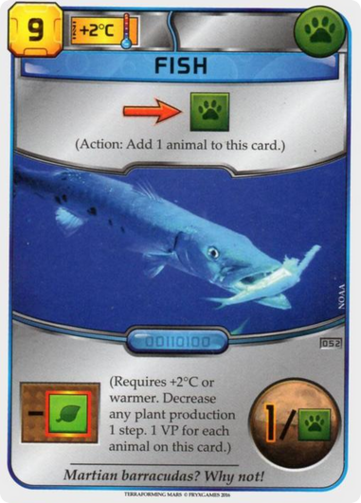 9 +2°C
FISH
(Action: Add 1 animal to this card.)
NOAA
00110100
052
(Requires +2°C or
warmer. Decrease
any plant production
1 step. 1 VP for each
animal on this card.)
-
1/
Martian barracudas? Why not!
TERRAFORMING MARS © FRYXGAMES 2016